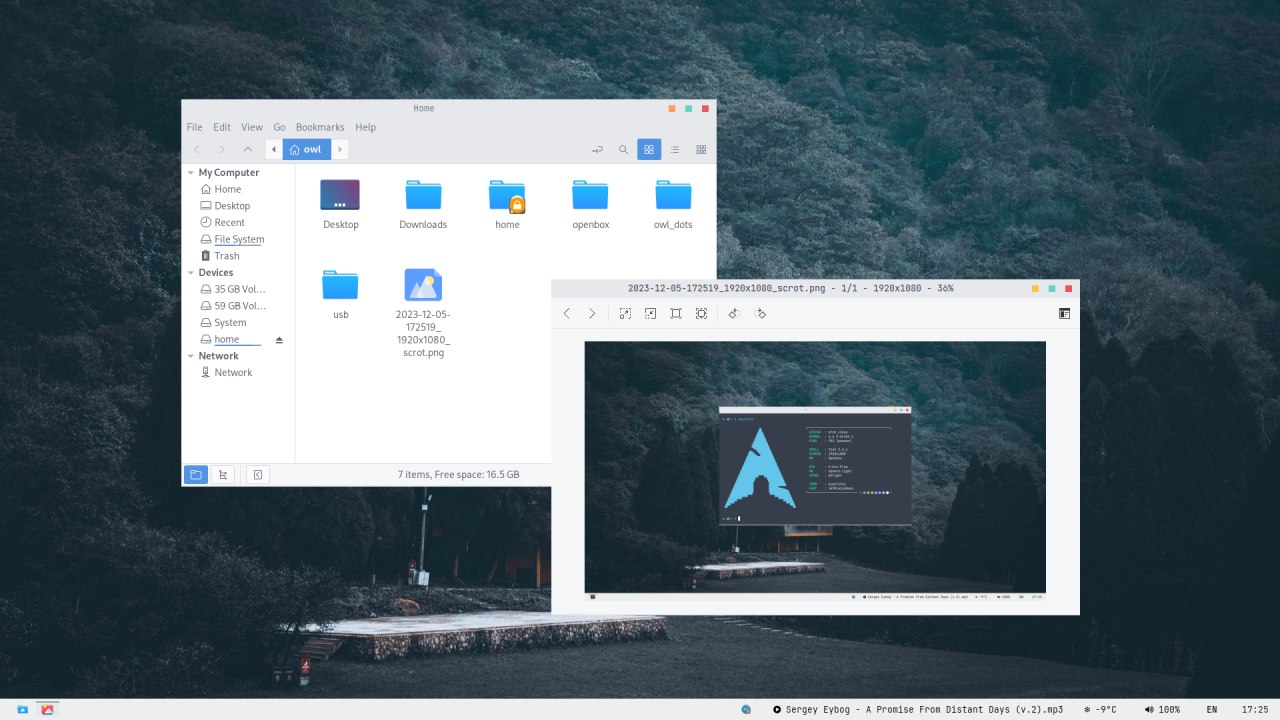 Home
File Edit View Go Bookmarks Help
owl
My Computer
Home
Desktop
Recent
File System
Trash
Devices
35 GB Vol...
59 GB Vol...
System
home
Network
Network
Desktop
Downloads
home
openbox
owl_dots
usb
2023-12-05-
172519_
1920x1080_
scrot.png
7 items, Free space: 16.5 GB
2023-12-05-172519_1920x1080_scrot.png - 1/1 - 1920x1080 - 36%
Sergey Eybog - A Promise From Distant Days (v.2).mp3 -9°C 100% EN 17:25